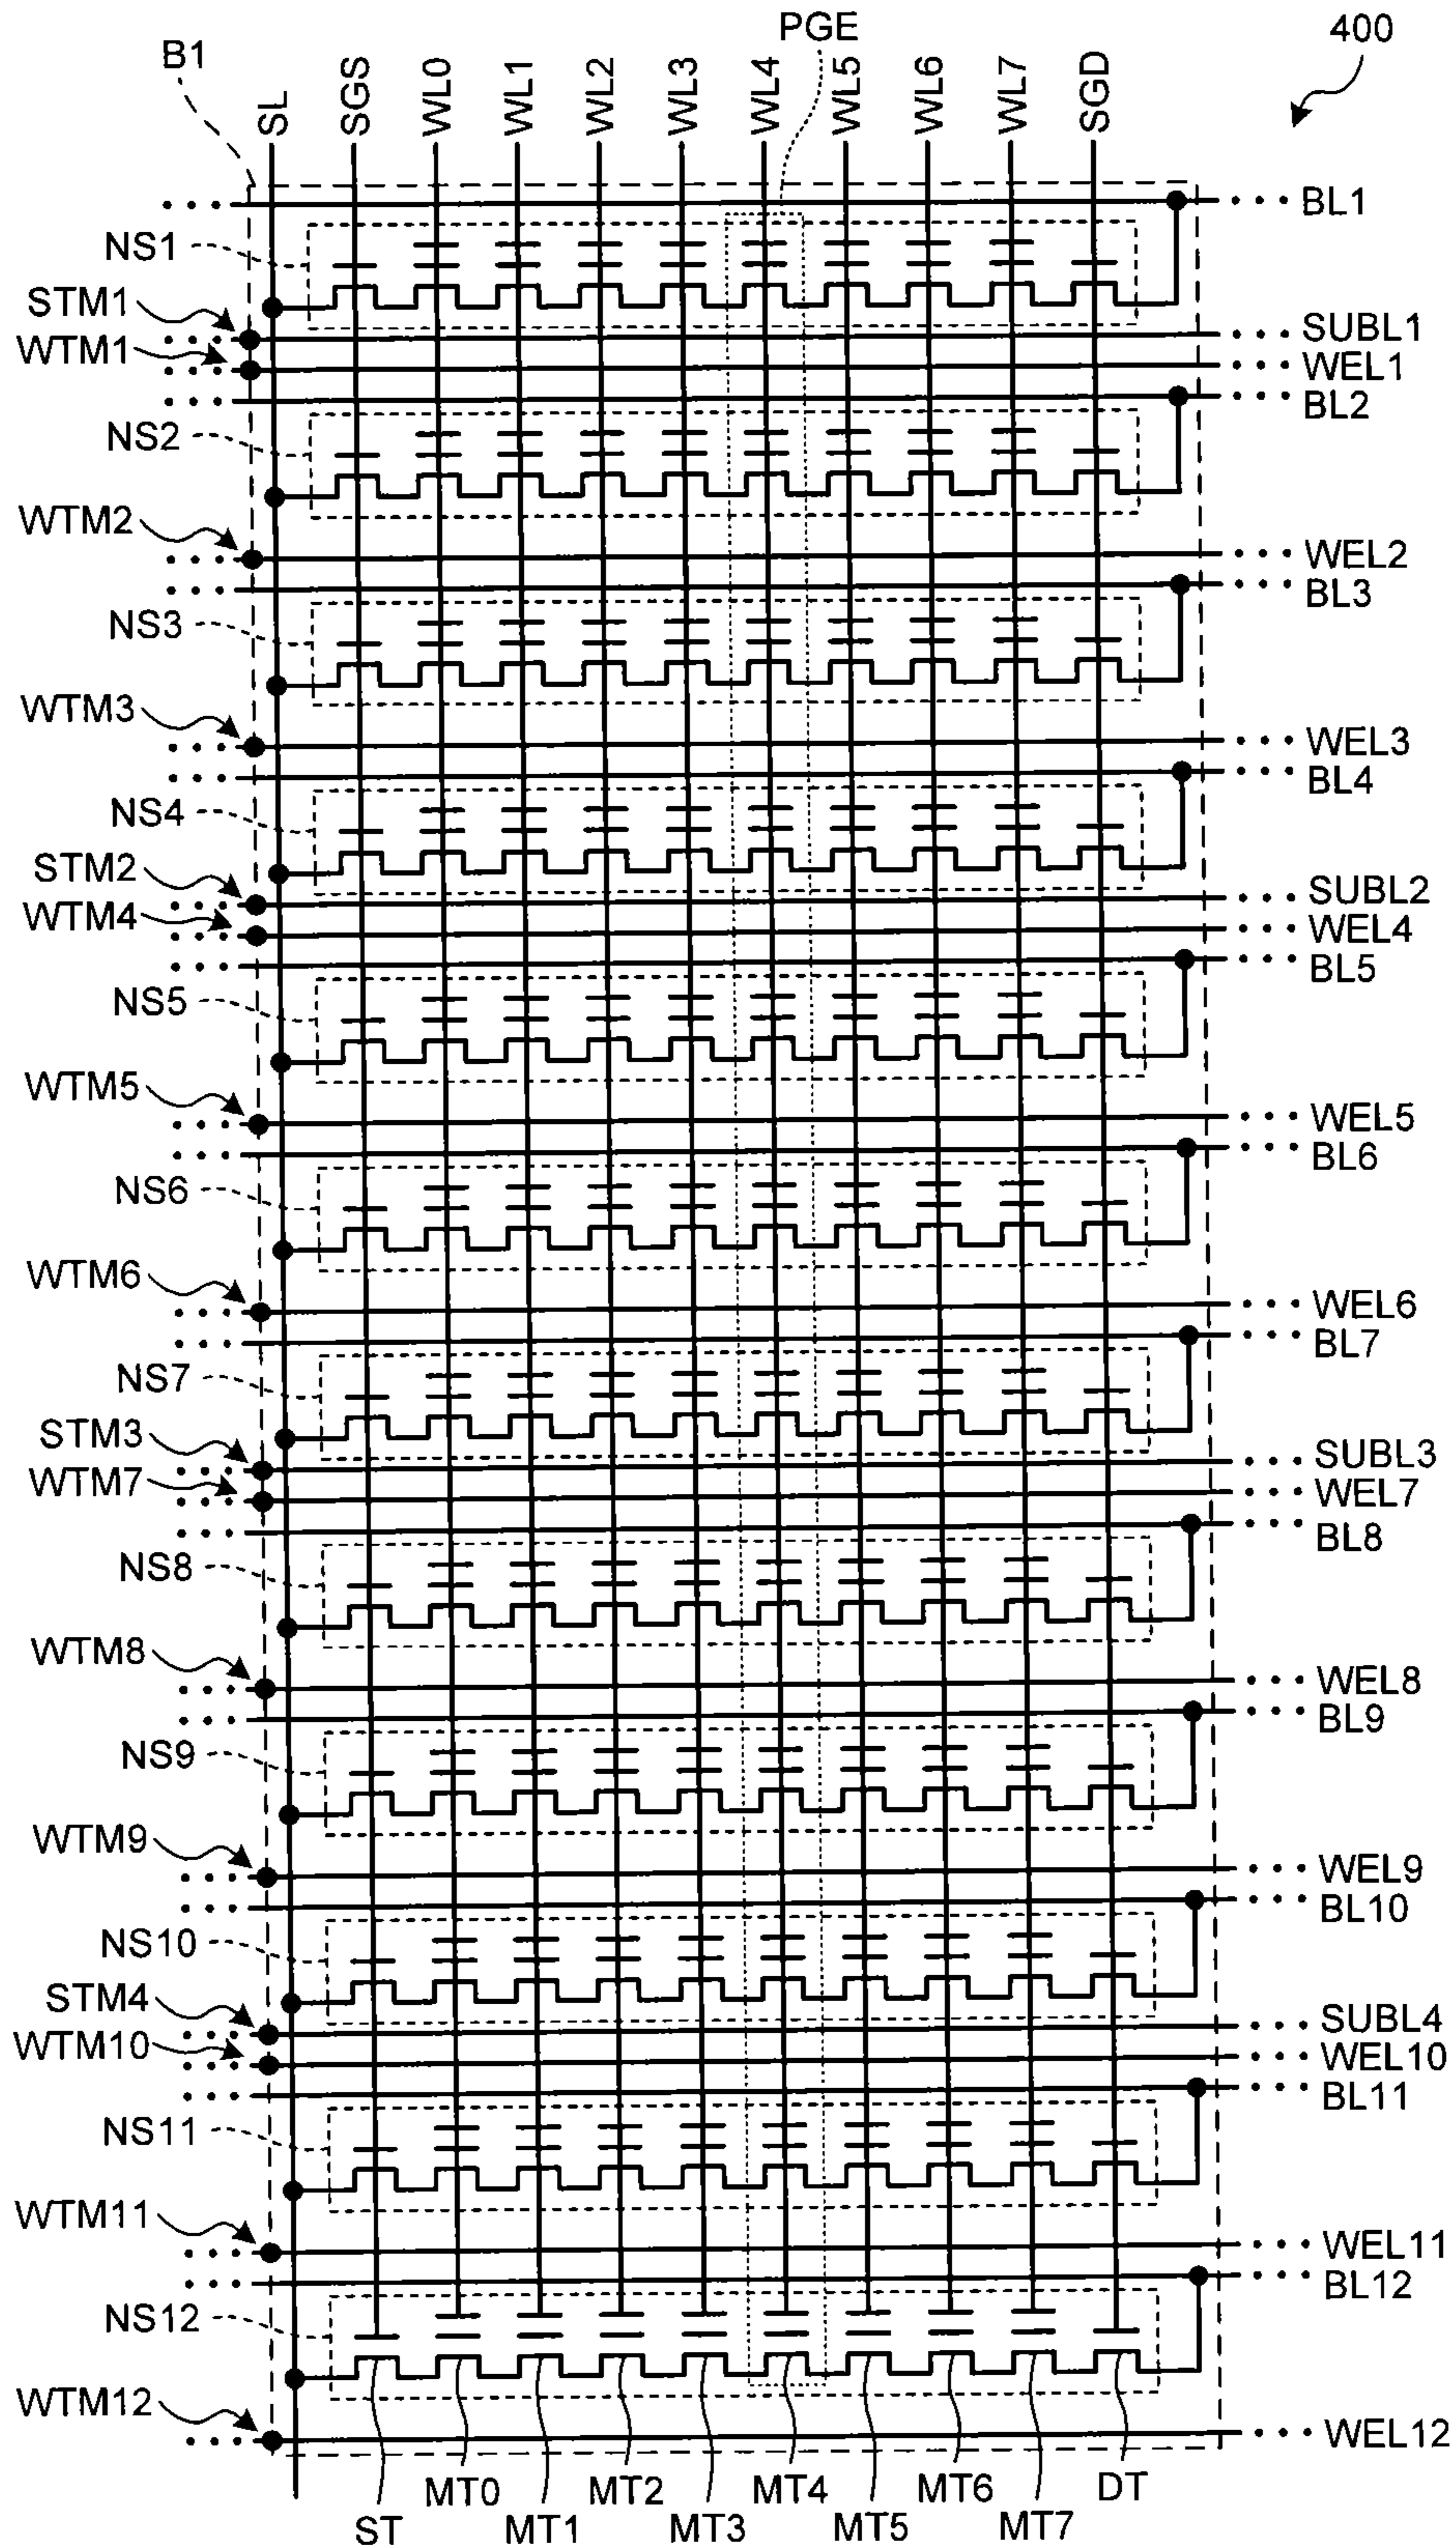 PGE
400
B1
SL
SGS
WL0
WL1
WL2
WL3
WL4
WL5
WL6
WL7
SGD
BL1
NS1
STM1
SUBL1
WTM1
WEL1
BL2
NS2
WTM2
WEL2
BL3
NS3
WTM3
WEL3
BL4
NS4
STM2
SUBL2
WTM4
WEL4
BL5
NS5
WTM5
WEL5
BL6
NS6
WTM6
WEL6
BL7
NS7
STM3
SUBL3
WTM7
WEL7
BL8
NS8
WTM8
WEL8
BL9
NS9
WTM9
WEL9
BL10
NS10
STM4
SUBL4
WTM10
WEL10
BL11
NS11
WTM11
WEL11
BL12
NS12
WTM12
WEL12
ST
MT0
MT1
MT2
MT3
MT4
MT5
MT6
MT7
DT